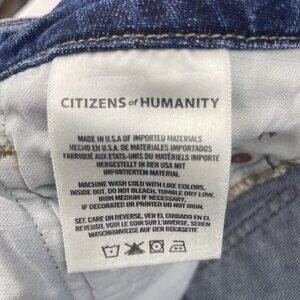 CITIZENS of HUMANITY
MADE IN U.S.A OF IMPORTED MATERIALS
HECHO EN U.S.A. DE MATERIALES IMPORTADOS
FABRIQUÉ AUX ETATS-UNIS DU MATÉRIEL IMPORTÉ
HERGESTELLT IN DEN USA MIT
IMPORTIERTEM MATERIAL
MACHINE WASH COLD WITH LIKE COLORS,
INSIDE OUT, DO NOT BLEACH, TUMBLE DRY LOW,
IRON MEDIUM IF NECESSARY,
IF DECORATED OR PRINTED DO NOT IRON.
SEE CARE ON REVERSE, VER EL CUIDADO EN EL
REVERSO, VOIR LE SOIN SUR L'INVERSE, SEHEN
WASCHHINWEISE AUF DER RÜCKSEITE